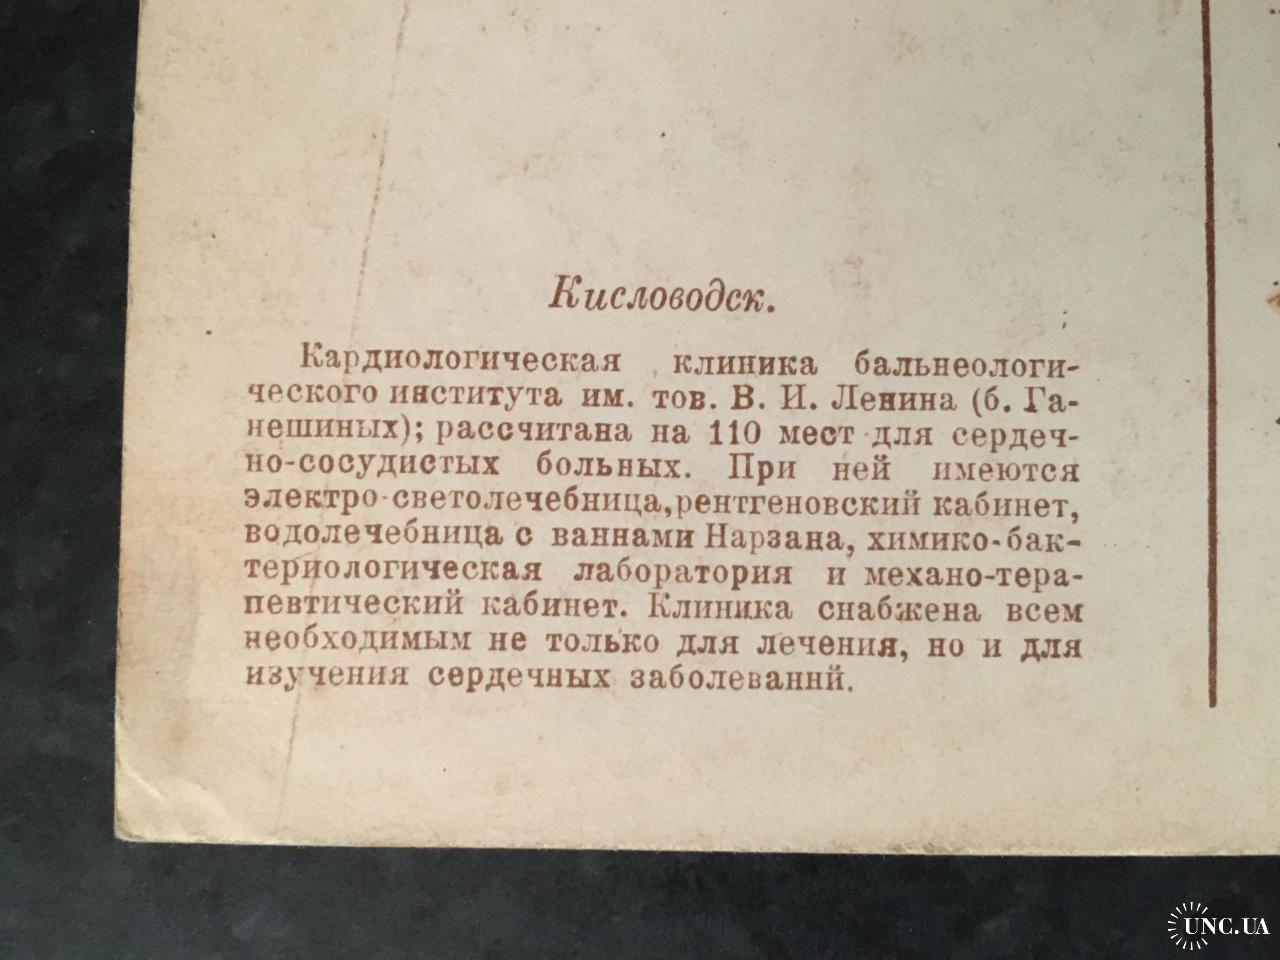 Кисловодск.
Кардиологическая клиника бальнеологи-
ческого института им. тов. В. И. Ленина (б. Га-
нешиных); рассчитана на 110 мест для сердеч-
но-сосудистых больных. При ней имеются
электро-светолечебница, рентгеновский кабинет,
водолечебница с ваннами Нарзана, химико-бак-
териологическая лаборатория и механо-тера-
певтический кабинет. Клиника снабжена всем
необходимым не только для лечения, но и для
изучения сердечных заболеваний.
UNC.UA